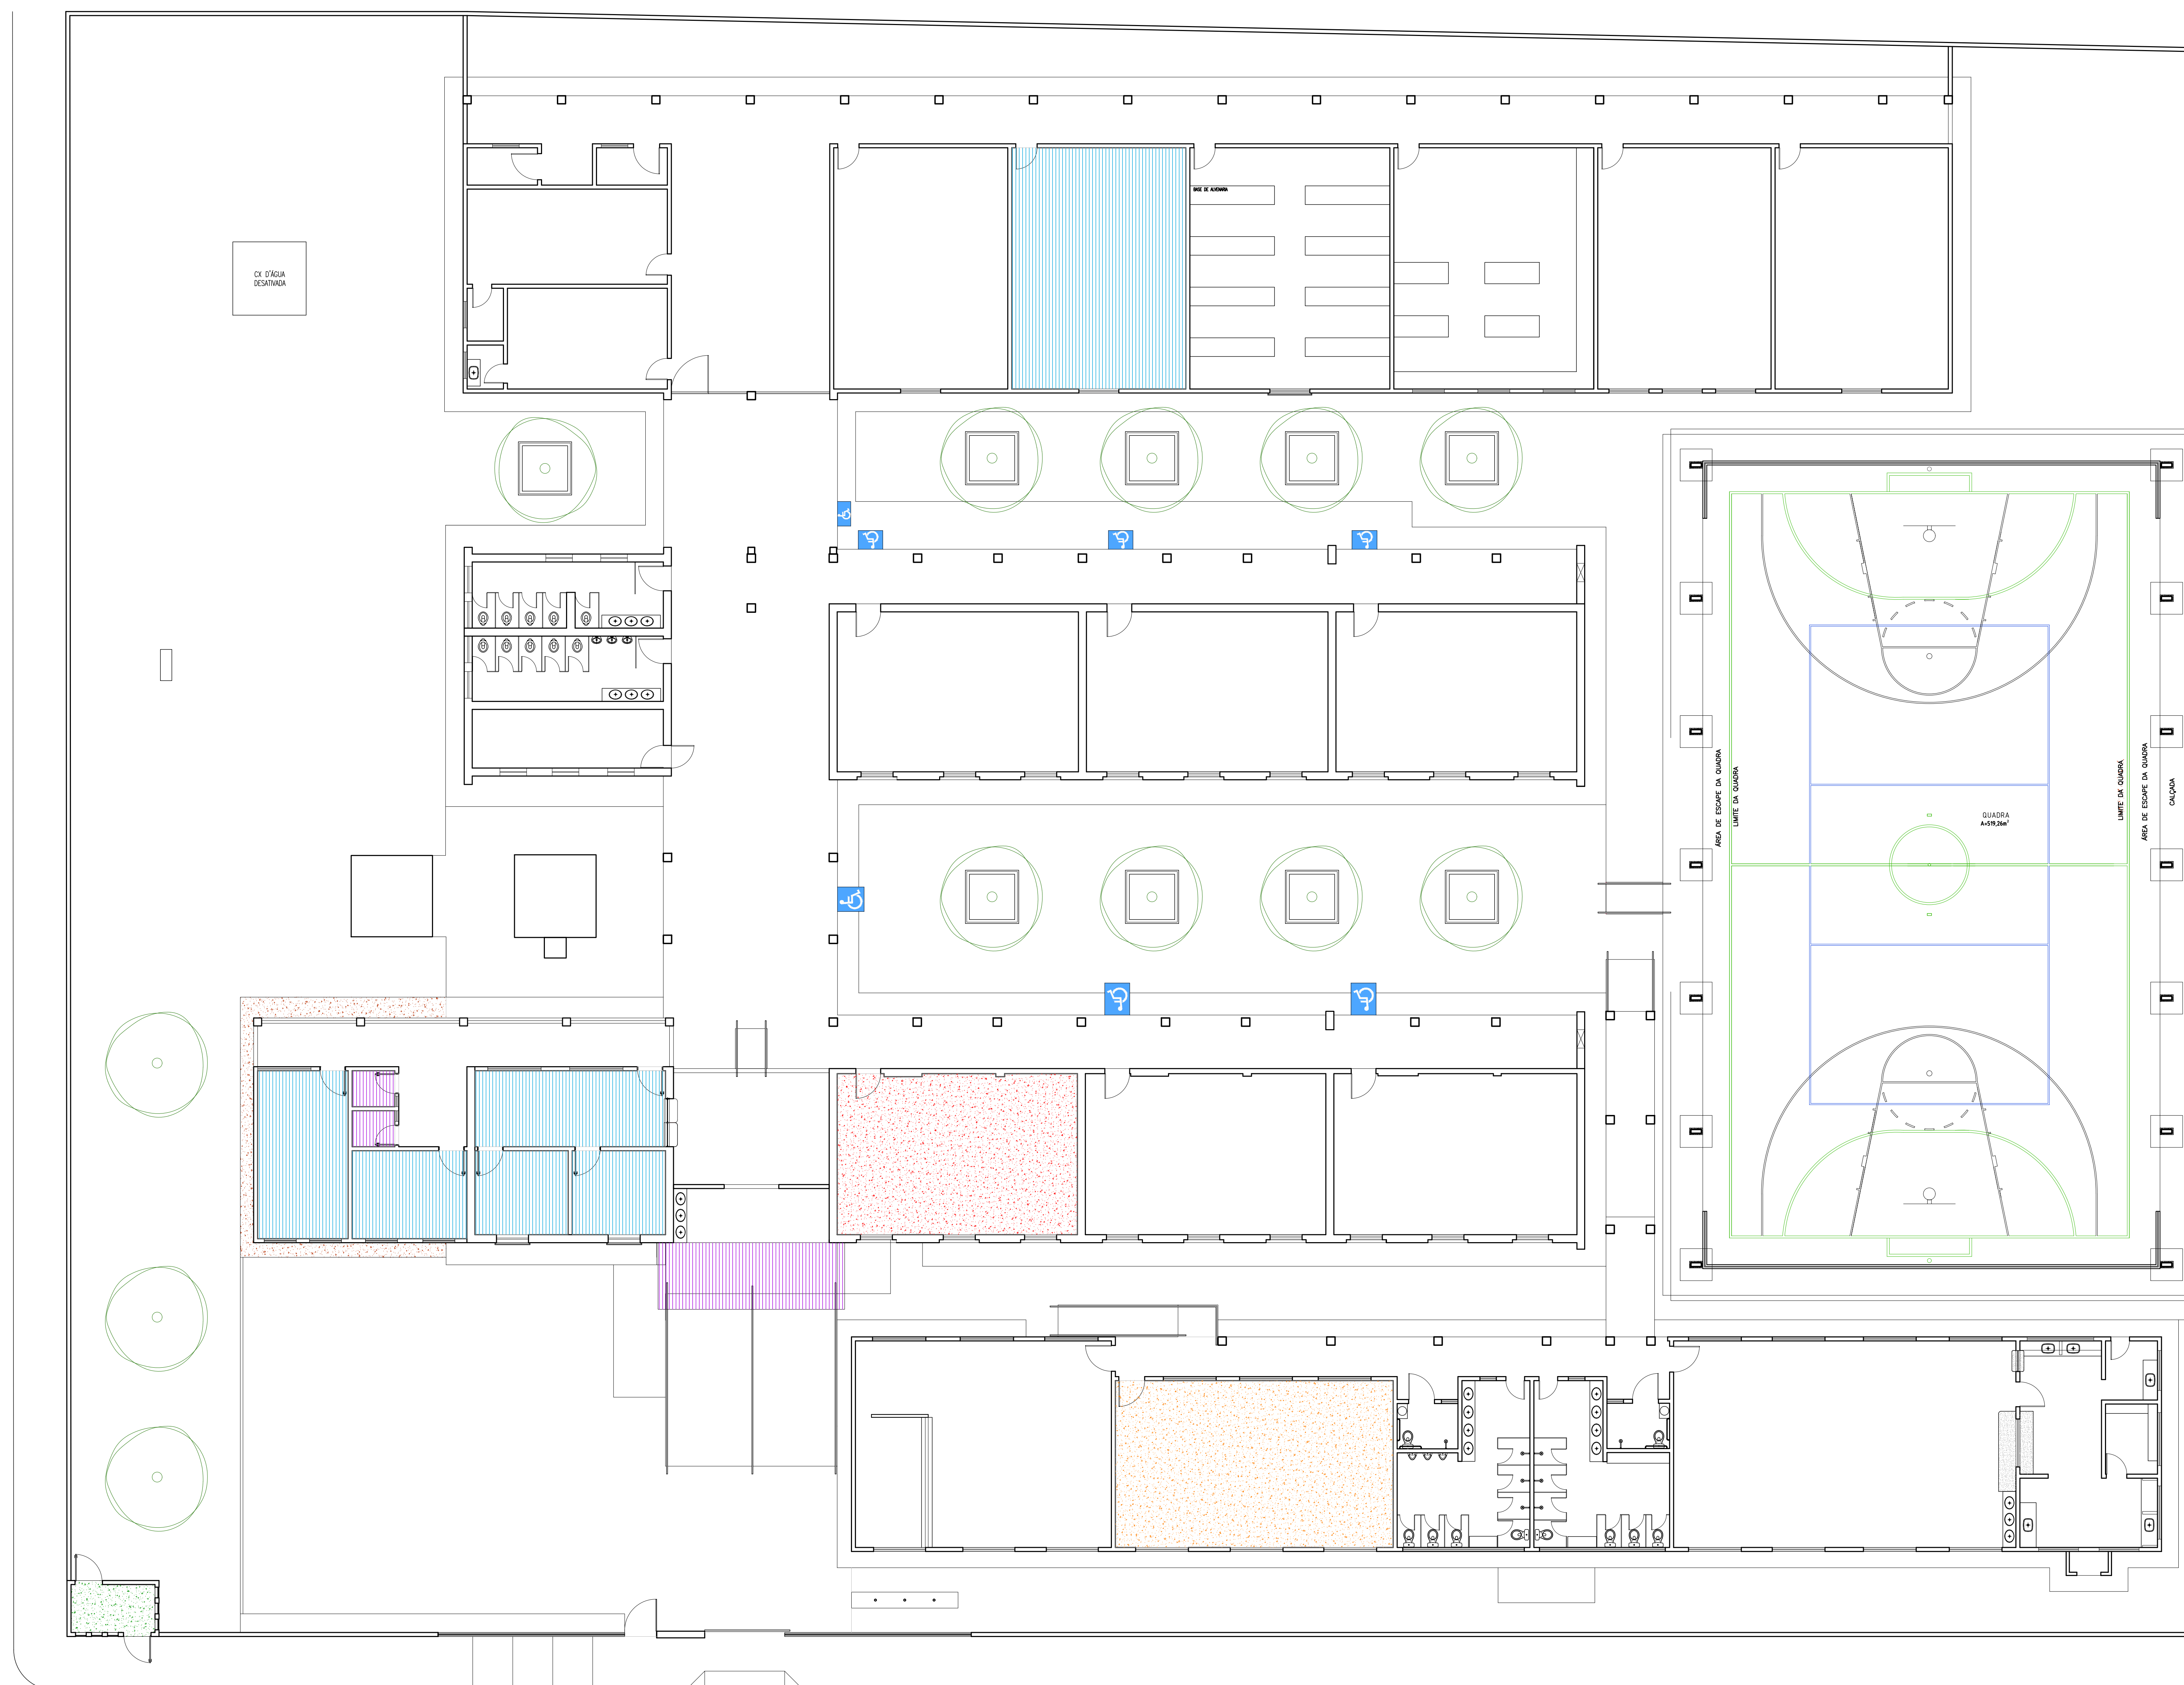 BASE DE ALVENARIA
CX D'ÁGUA
DESATIVADA
ÁREA DE ESCAPE DA QUADRA
LIMITE DA QUADRA
QUADRA
A=519,26m²
LIMITE DA QUADRA
ÁREA DE ESCAPE DA QUADRA
CALÇADA